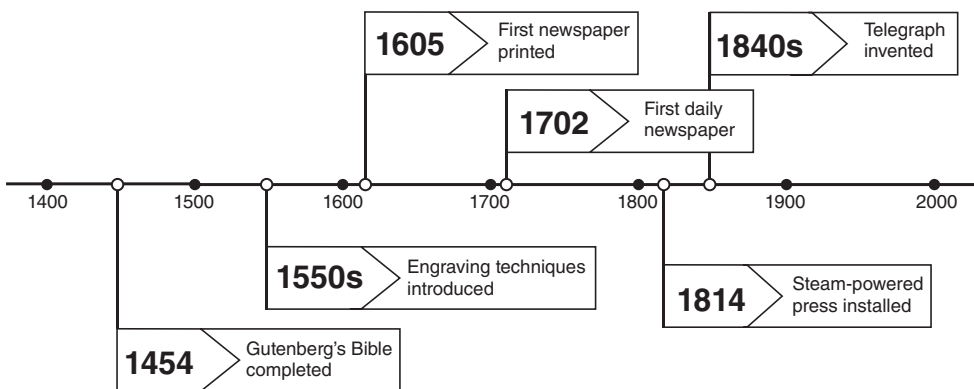 1605
First newspaper
printed
1840s
Telegraph
invented
1702
First daily
newspaper
1400 1500 1600 1700 1800 1900 2000
1550s
Engraving techniques
introduced
1814
Steam-powered
press installed
1454
Gutenberg’s Bible
completed